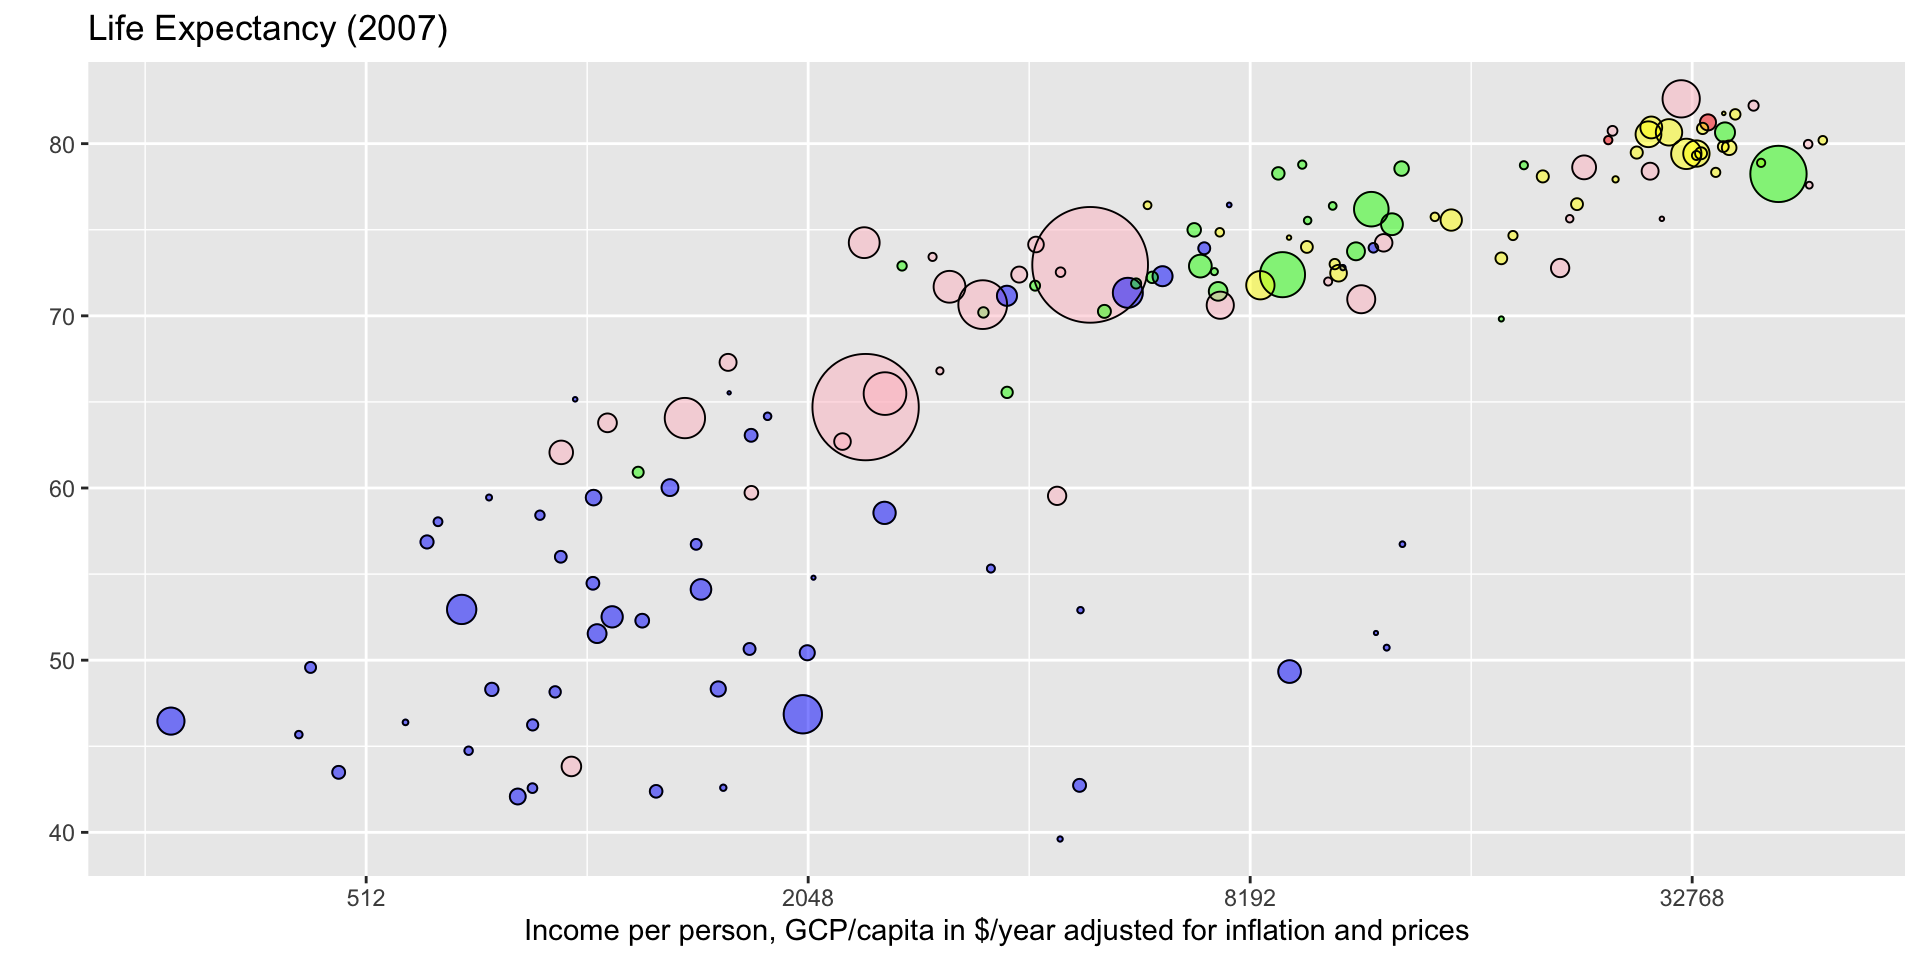 Life Expectancy (2007)
80
70
60
50
40
512 2048 8192 32768
Income per person, GCP/capita in $/year adjusted for inflation and prices